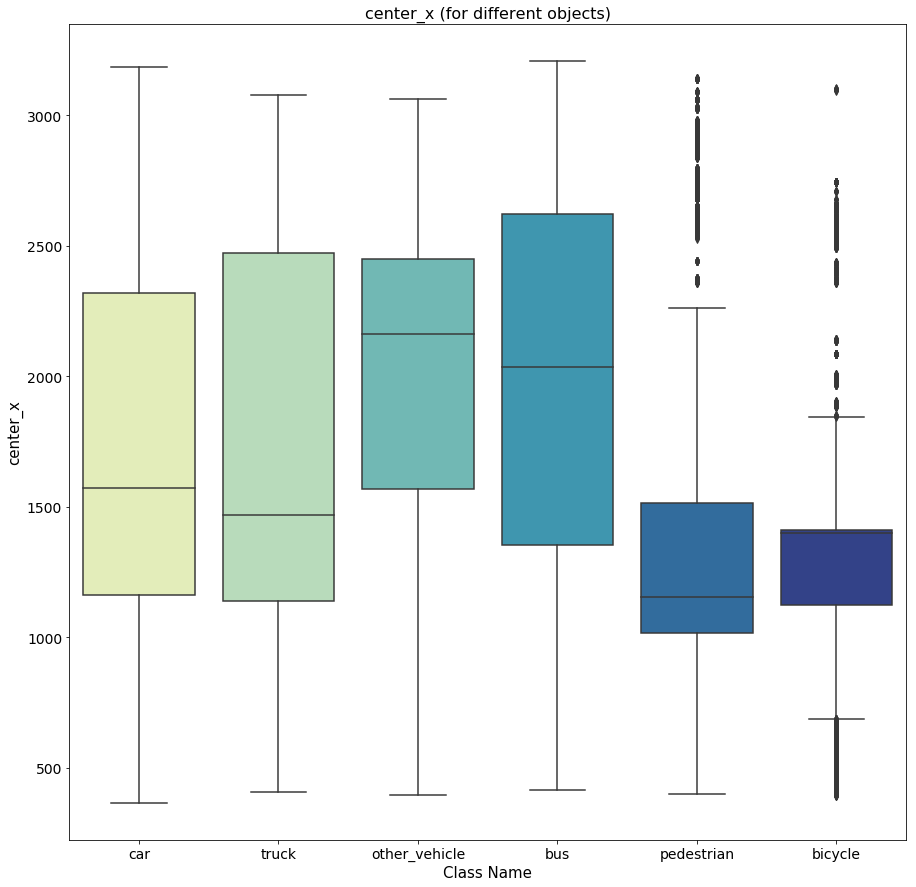 center_x (for different objects)
3000
2500
2000
1500
1000
500
center_x
car truck other_vehicle bus pedestrian bicycle
Class Name